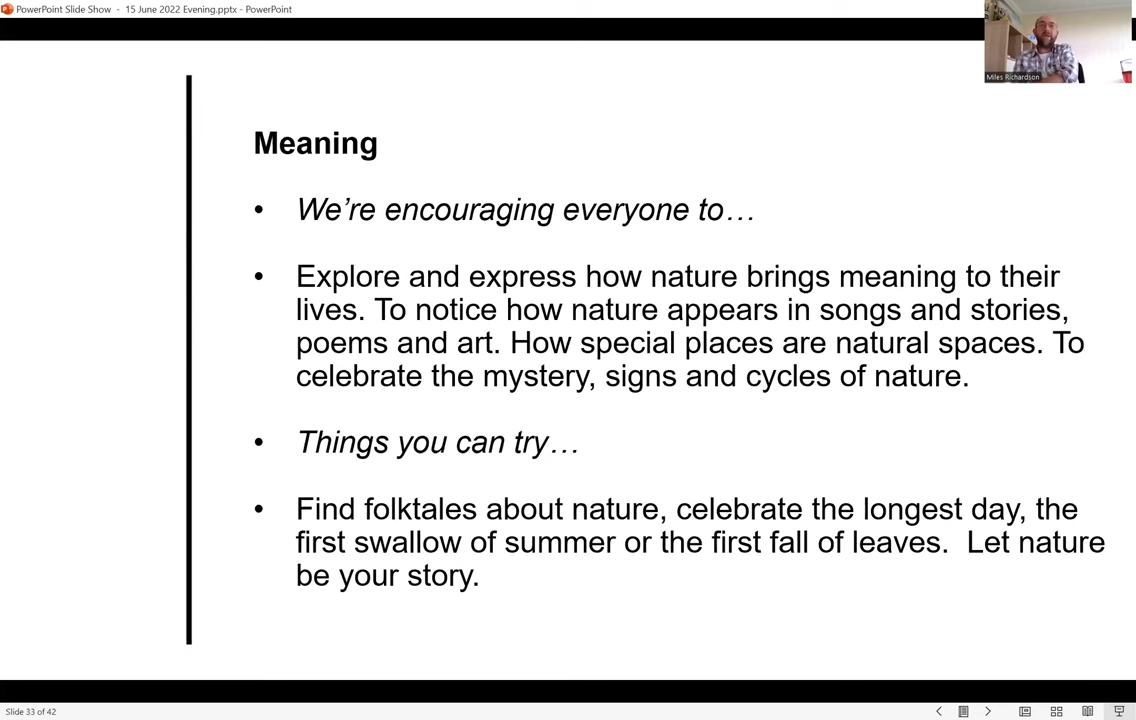 PowerPoint Slide Show - 15 June 2022 Evening.pptx - PowerPoint
Miles Richardson
Meaning
• We’re encouraging everyone to…
• Explore and express how nature brings meaning to their
lives. To notice how nature appears in songs and stories,
poems and art. How special places are natural spaces. To
celebrate the mystery, signs and cycles of nature.
• Things you can try…
• Find folktales about nature, celebrate the longest day, the
first swallow of summer or the first fall of leaves.  Let nature
be your story.
Slide 33 of 42